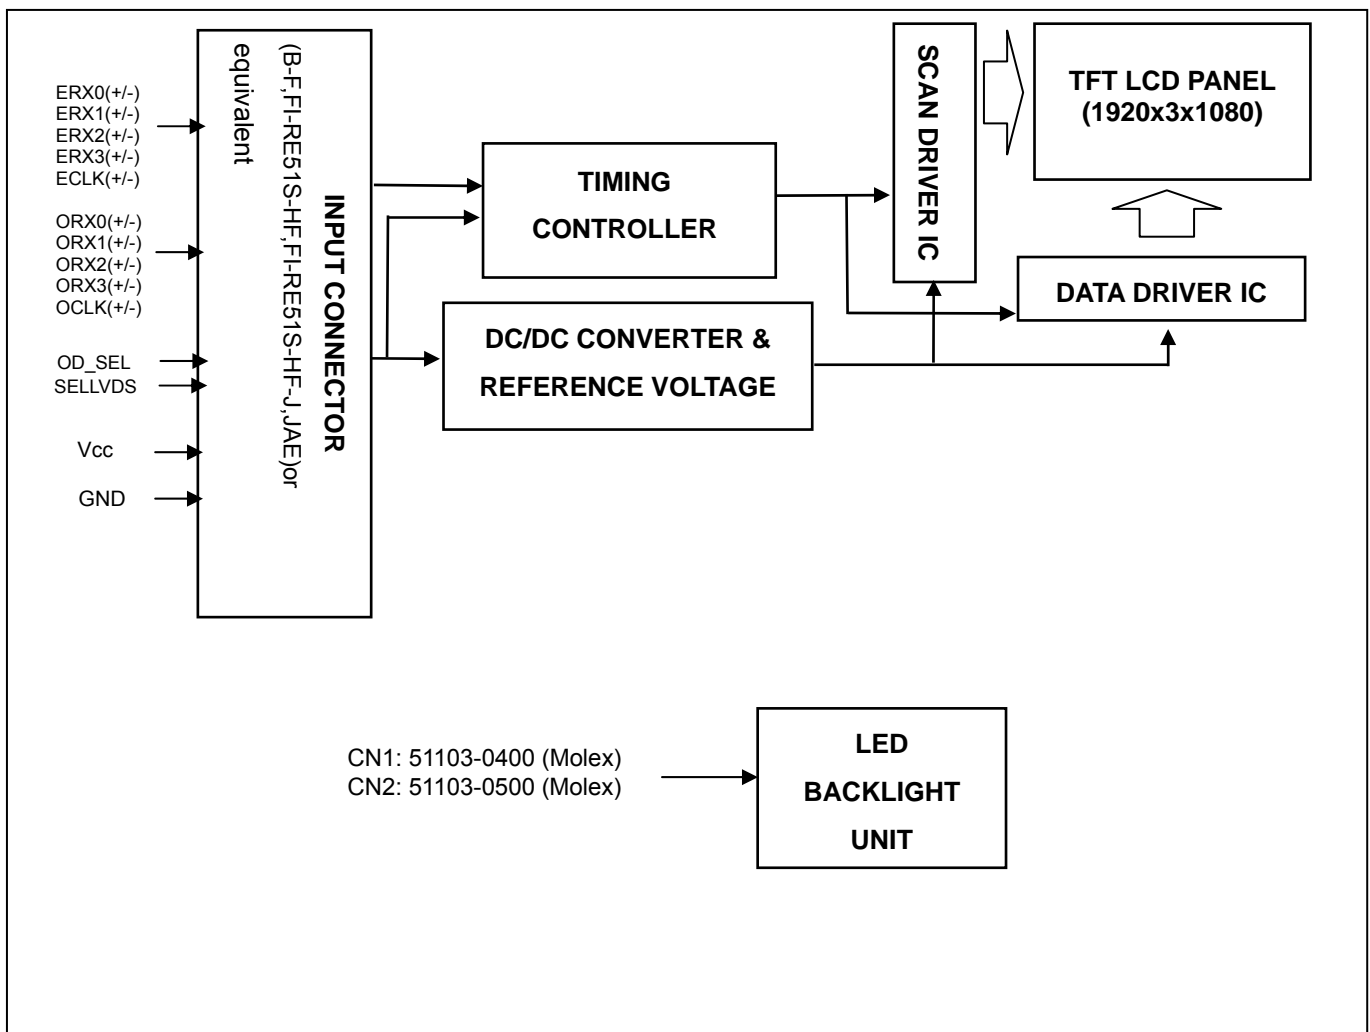 ERX0(+/-)
ERX1(+/-)
ERX2(+/-)
ERX3(+/-)
ECLK(+/-)
ORX0(+/-)
ORX1(+/-)
ORX2(+/-)
ORX3(+/-)
OCLK(+/-)
OD_SEL
SELLVDS
Vcc
GND
INPUT CONNECTOR
(B-F,FI-RE51S-HF,FI-RE51S-HF-J,JAE)or
equivalent
TIMING
CONTROLLER
DC/DC CONVERTER &
REFERENCE VOLTAGE
SCAN DRIVER IC
TFT LCD PANEL
(1920x3x1080)
DATA DRIVER IC
CN1: 51103-0400 (Molex)
CN2: 51103-0500 (Molex)
LED
BACKLIGHT
UNIT